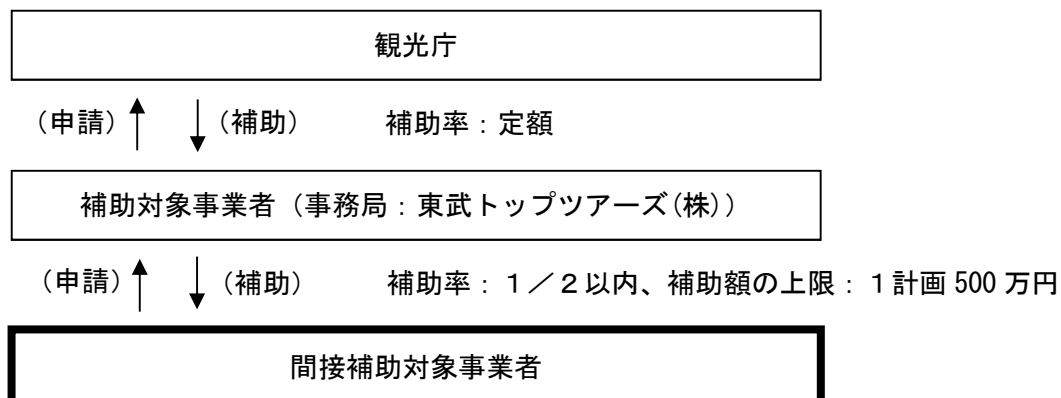 観光庁
（申請） （補助） 補助率：定額
補助対象事業者（事務局：東武トップツアーズ(株)）
（申請） （補助） 補助率：１／２以内、補助額の上限：１計画 500 万円
間接補助対象事業者